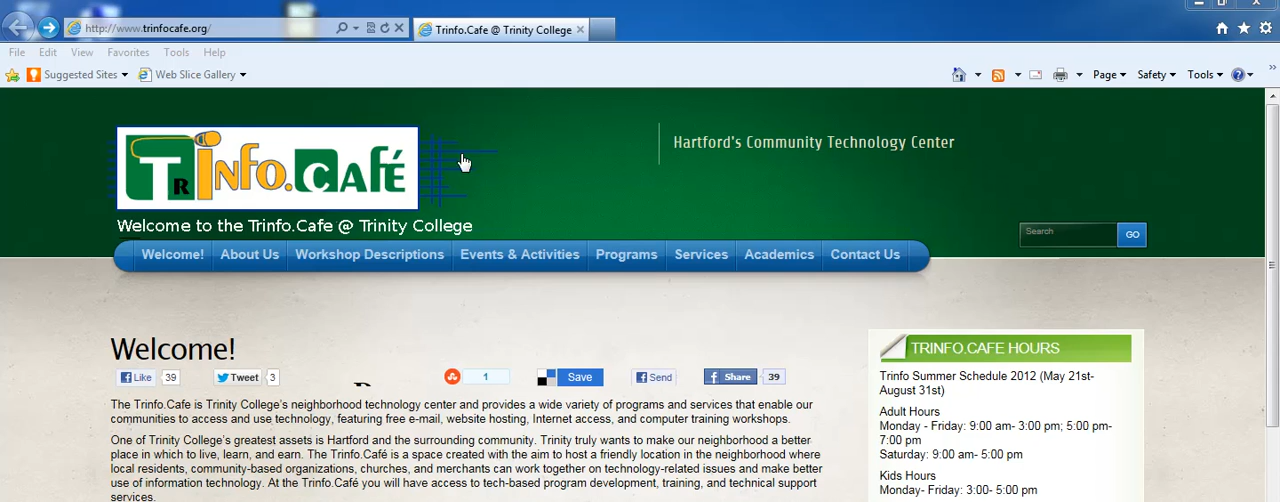 http://www.trinfocafe.org/
Trinfo.Cafe @ Trinity College
File Edit View Favorites Tools Help
Suggested Sites Web Slice Gallery Page Safety Tools
TRInfo.Café
Hartford's Community Technology Center
Welcome to the Trinfo.Cafe @ Trinity College
Search GO
Welcome! About Us Workshop Descriptions Events & Activities Programs Services Academics Contact Us
Welcome!
Like 39 Tweet 3 1 Save Send Share 39
The Trinfo.Cafe is Trinity College's neighborhood technology center and provides a wide variety of programs and services that enable our
communities to access and use technology, featuring free e-mail, website hosting, Internet access, and computer training workshops.
One of Trinity College's greatest assets is Hartford and the surrounding community. Trinity truly wants to make our neighborhood a better
place in which to live, learn, and earn. The Trinfo.Café is a space created with the aim to host a friendly location in the neighborhood where
local residents, community-based organizations, churches, and merchants can work together on technology-related issues and make better
use of information technology. At the Trinfo.Café you will have access to tech-based program development, training, and technical support
services.
TRINFO.CAFE HOURS
Trinfo Summer Schedule 2012 (May 21st-
August 31st)
Adult Hours
Monday - Friday: 9:00 am- 3:00 pm; 5:00 pm-
7:00 pm
Saturday: 9:00 am- 5:00 pm
Kids Hours
Monday- Friday: 3:00- 5:00 pm